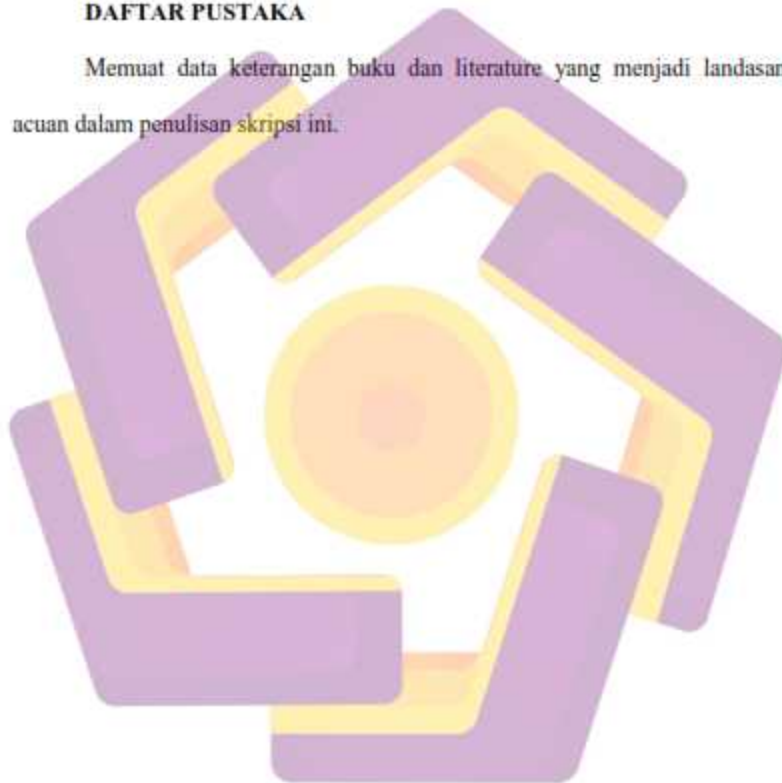 DAFTAR PUSTAKA
Memuat data keterangan buku dan literature yang menjadi landasan
acuan dalam penulisan skripsi ini.